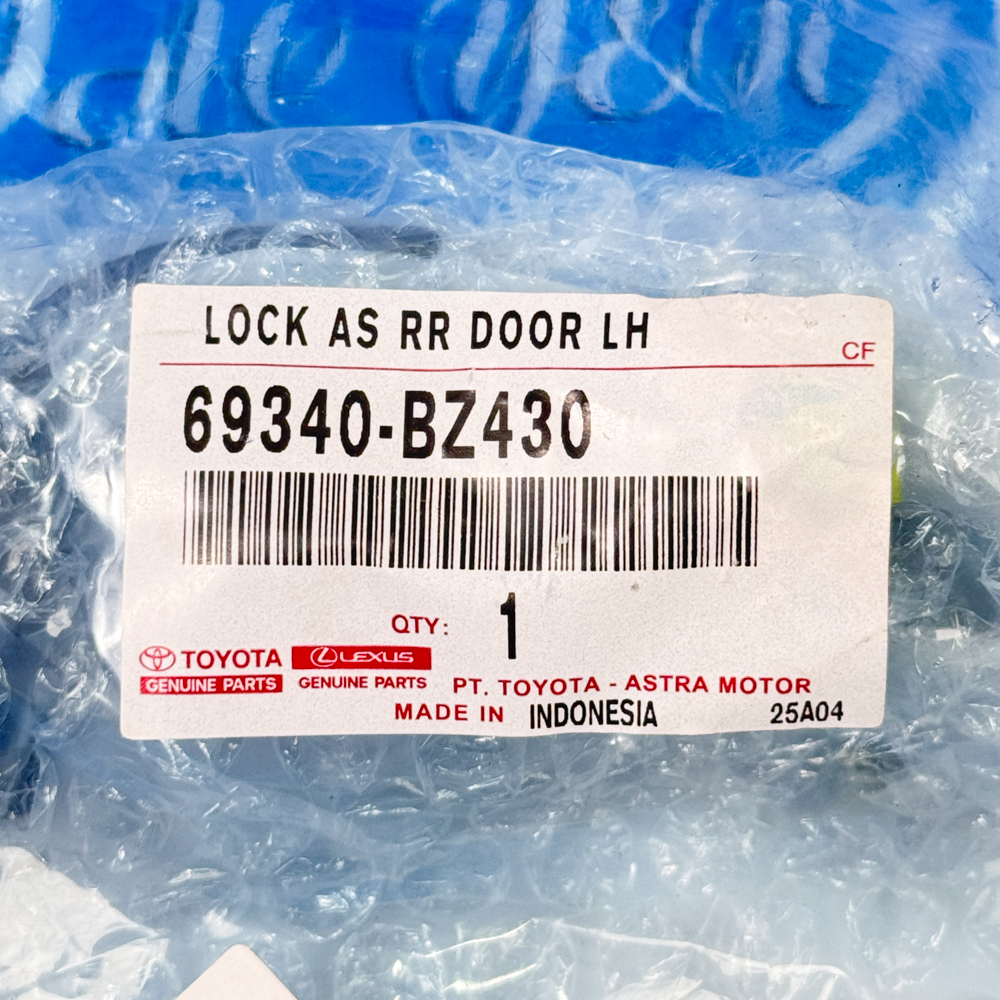 LOCK AS RR DOOR LH
CF
69340-BZ430
QTY: 1
TOYOTA
GENUINE PARTS
LEXUS
GENUINE PARTS
PT. TOYOTA - ASTRA MOTOR
MADE IN INDONESIA
25A04